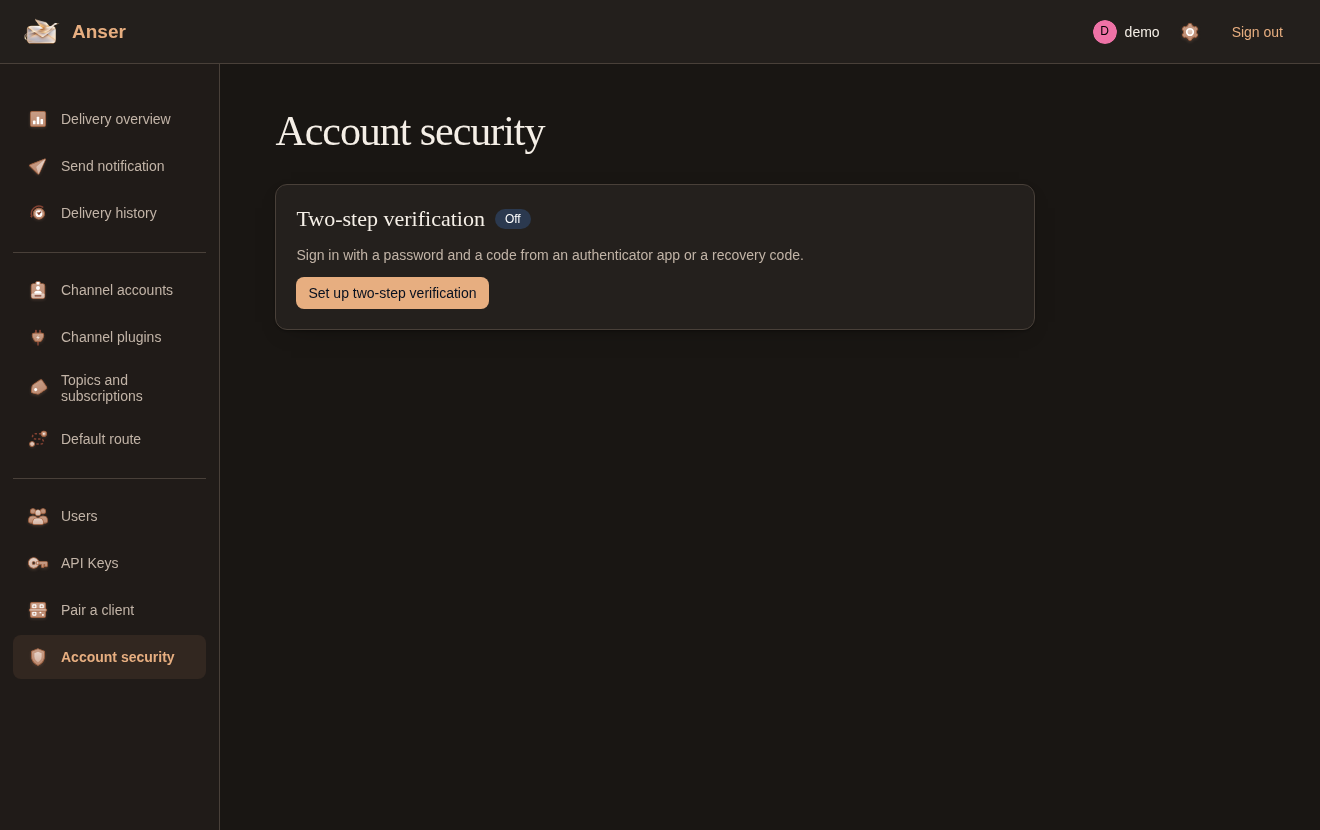 Anser
D
demo
Sign out
Delivery overview
Send notification
Delivery history
Channel accounts
Channel plugins
Topics and
subscriptions
Default route
Users
API Keys
Pair a client
Account security
Account security
Two-step verification
Off
Sign in with a password and a code from an authenticator app or a recovery code.
Set up two-step verification